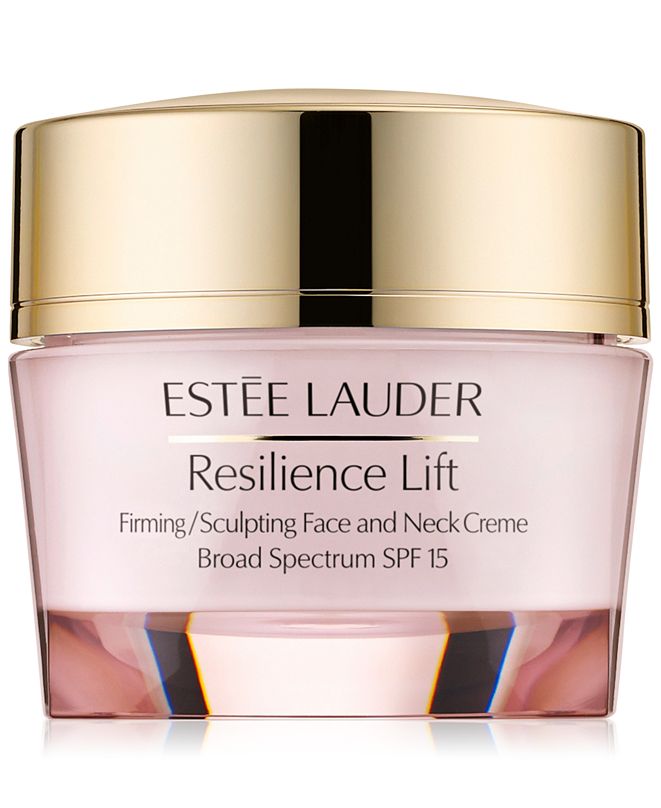 ESTĒE LAUDER
Resilience Lift
Firming/Sculpting Face and Neck Creme
Broad Spectrum SPF 15